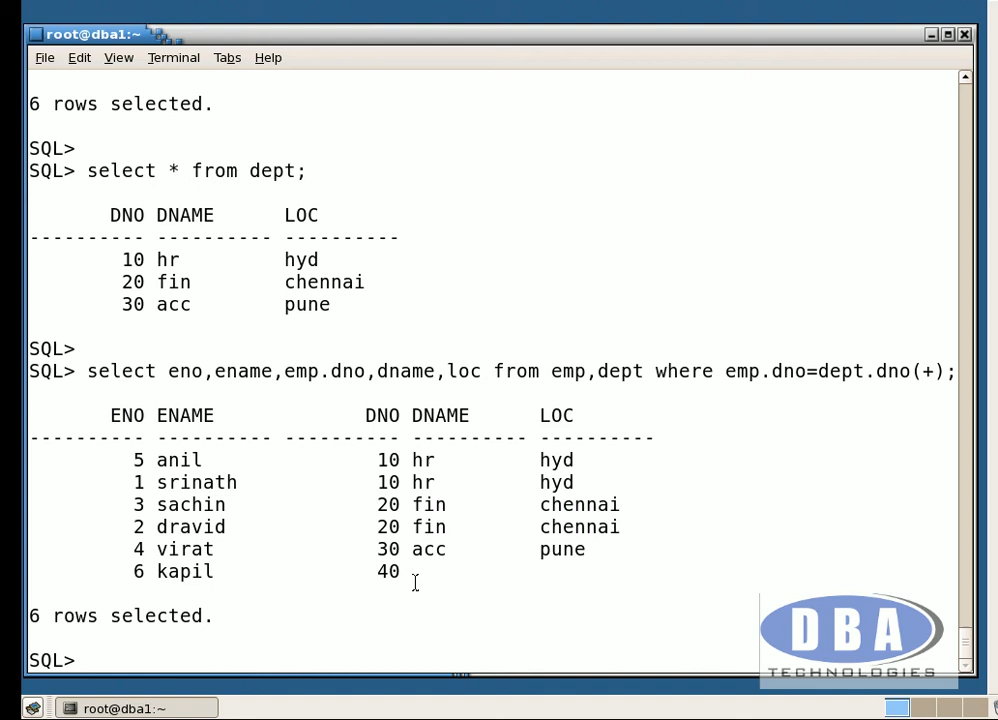 root@dba1:~
File Edit View Terminal Tabs Help
6 rows selected.
SQL>
SQL> select * from dept;
DNO DNAME LOC
---------- ---------- ----------
10 hr hyd
20 fin chennai
30 acc pune
SQL>
SQL> select eno,ename,emp.dno,dname,loc from emp,dept where emp.dno=dept.dno(+);
ENO ENAME DNO DNAME LOC
---------- ---------- ---------- ---------- ----------
5 anil 10 hr hyd
1 srinath 10 hr hyd
3 sachin 20 fin chennai
2 dravid 20 fin chennai
4 virat 30 acc pune
6 kapil 40
6 rows selected.
SQL>
DBA
TECHNOLOGIES
root@dba1:~